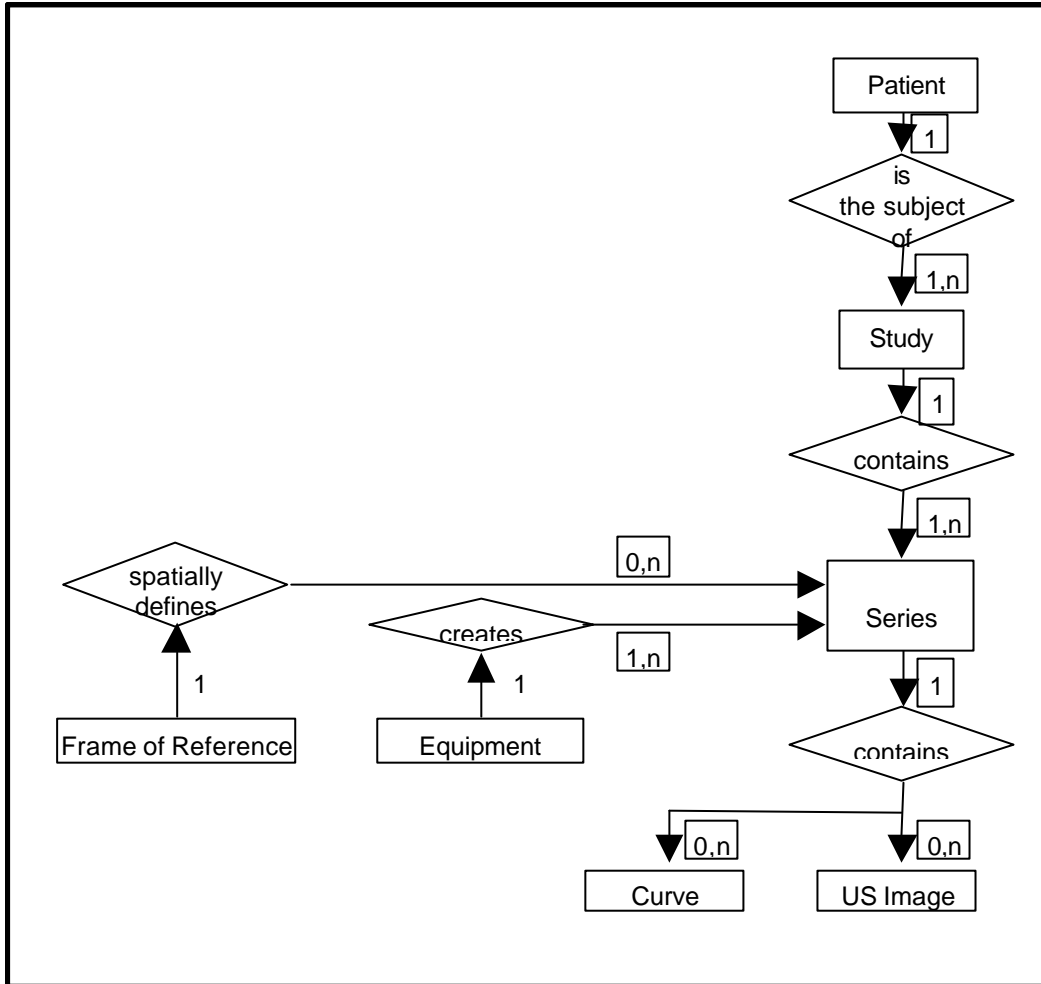 Patient
1
is
the subject
of
1,n
Study
1
contains
1,n
spatially
defines
0,n
Series
creates
1,n
1
1
1
Frame of Reference
Equipment
contains
0,n
0,n
Curve
US Image